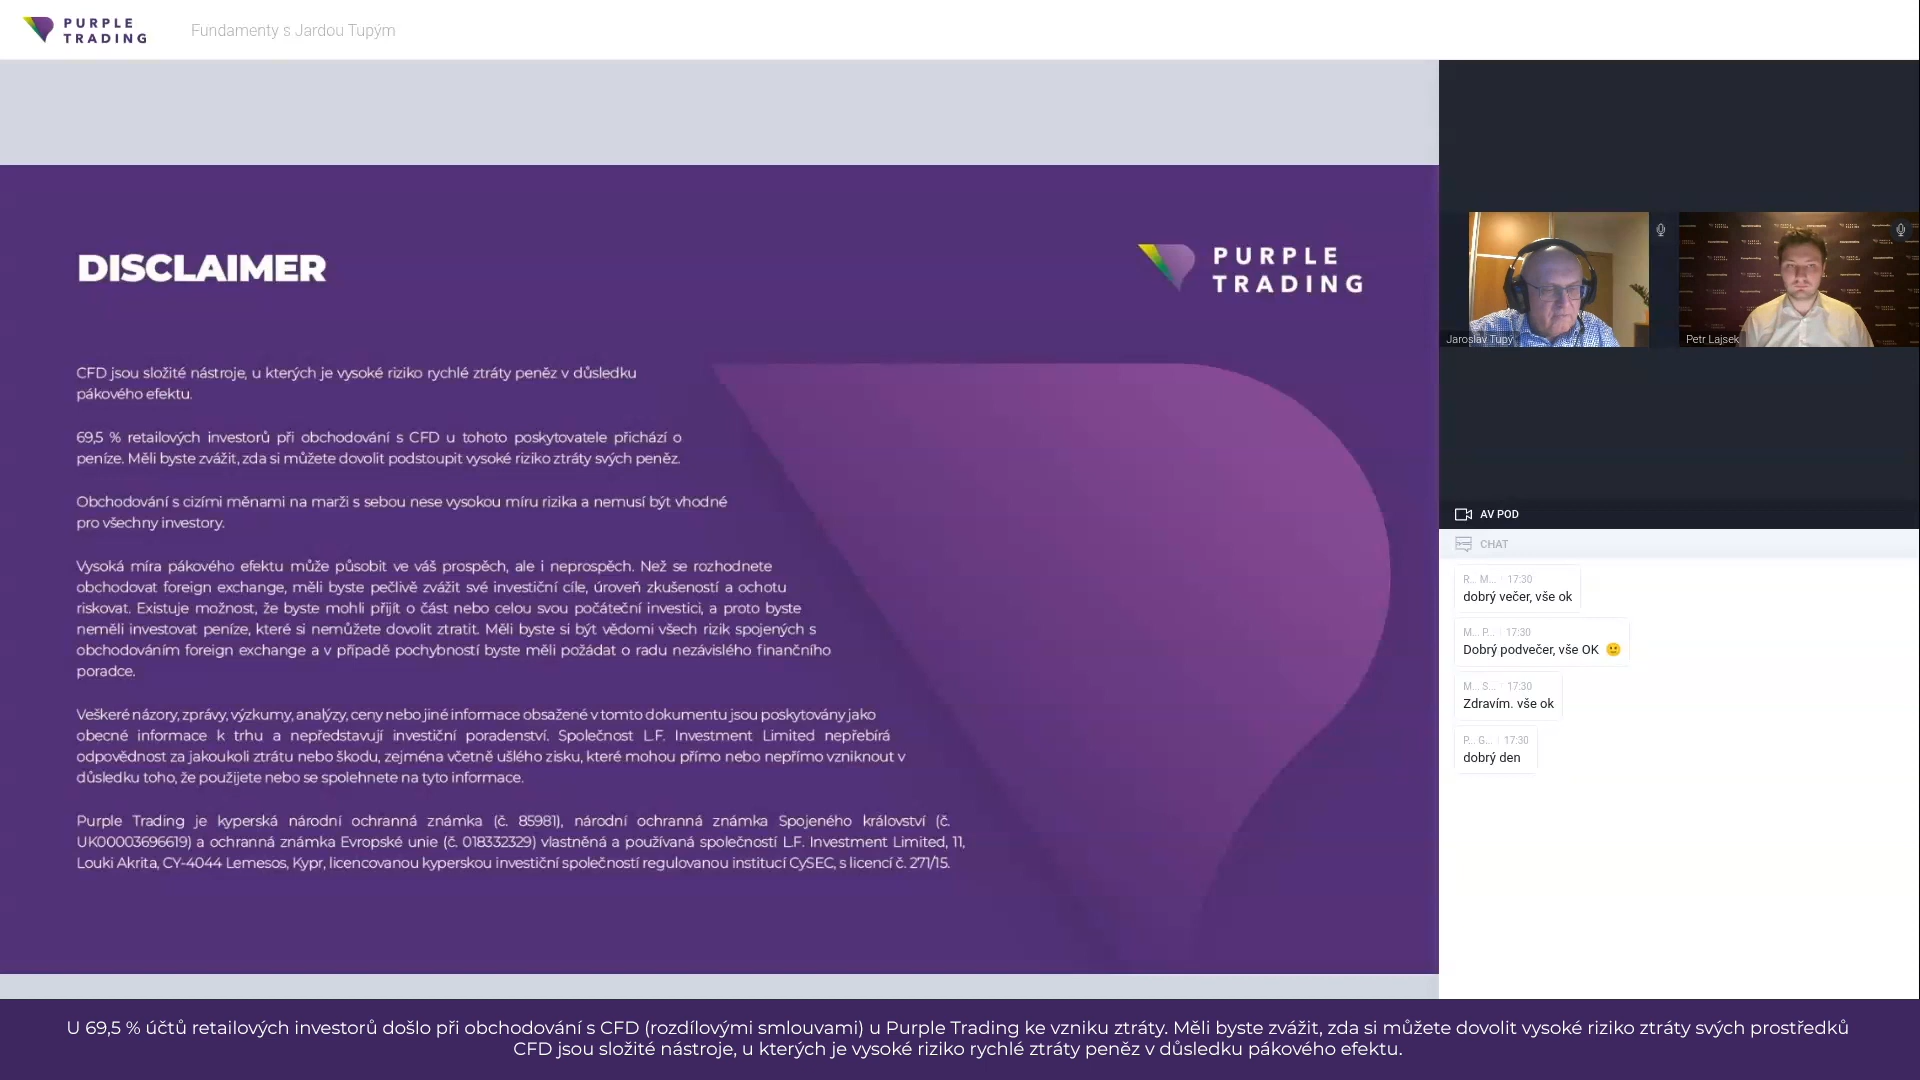 PURPLE
TRADING
Fundamenty s Jardou Tupým
DISCLAIMER
PURPLE
TRADING
CFD jsou složité nástroje, u kterých je vysoké riziko rychlé ztráty peněz v důsledku
pákového efektu.
69,5 % retailových investorů při obchodování s CFD u tohoto poskytovatele přichází o
peníze. Měli byste zvážit, zda si můžete dovolit podstoupit vysoké riziko ztráty svých peněz.
Obchodování s cizími měnami na marži s sebou nese vysokou míru rizika a nemusí být vhodné
pro všechny investory.
Vysoká míra pákového efektu může působit ve váš prospěch, ale i neprospěch. Než se rozhodnete
obchodovat foreign exchange, měli byste pečlivě zvážit své investiční cíle, úroveň zkušeností a ochotu
riskovat. Existuje možnost, že byste mohli přijít o část nebo celou svou počáteční investici, a proto byste
neměli investovat peníze, které si nemůžete dovolit ztratit. Měli byste si být vědomi všech rizik spojených s
obchodováním foreign exchange a v případě pochybností byste měli požádat o radu nezávislého finančního
poradce.
Veškeré názory, zprávy, výzkumy, analýzy, ceny nebo jiné informace obsažené v tomto dokumentu jsou poskytovány jako
obecné informace k trhu a nepředstavují investiční poradenství. Společnost L.F. Investment Limited nepřebírá
odpovědnost za jakoukoli ztrátu nebo škodu, zejména včetně ušlého zisku, které mohou přímo nebo nepřímo vzniknout v
důsledku toho, že použijete nebo se spolehnete na tyto informace.
Purple Trading je kyperská národní ochranná známka (č. 85981), národní ochranná známka Spojeného království (č.
UK00003696619) a ochranná známka Evropské unie (č. 018332329) vlastněná a používaná společností L.F. Investment Limited, 11,
Louki Akrita, CY-4044 Lemesos, Kypr, licencovanou kyperskou investiční společností regulovanou institucí CySEC, s licencí č. 271/15.
Jaroslav Tupý
Petr Lajsek
AV POD
CHAT
R... M... 17:30
dobrý večer, vše ok
M... P... 17:30
Dobrý podvečer, vše OK 🙂
M... S... 17:30
Zdravím. vše ok
P... G... 17:30
dobrý den
U 69,5 % účtů retailových investorů došlo při obchodování s CFD (rozdílovými smlouvami) u Purple Trading ke vzniku ztráty. Měli byste zvážit, zda si můžete dovolit vysoké riziko ztráty svých prostředků
CFD jsou složité nástroje, u kterých je vysoké riziko rychlé ztráty peněz v důsledku pákového efektu.